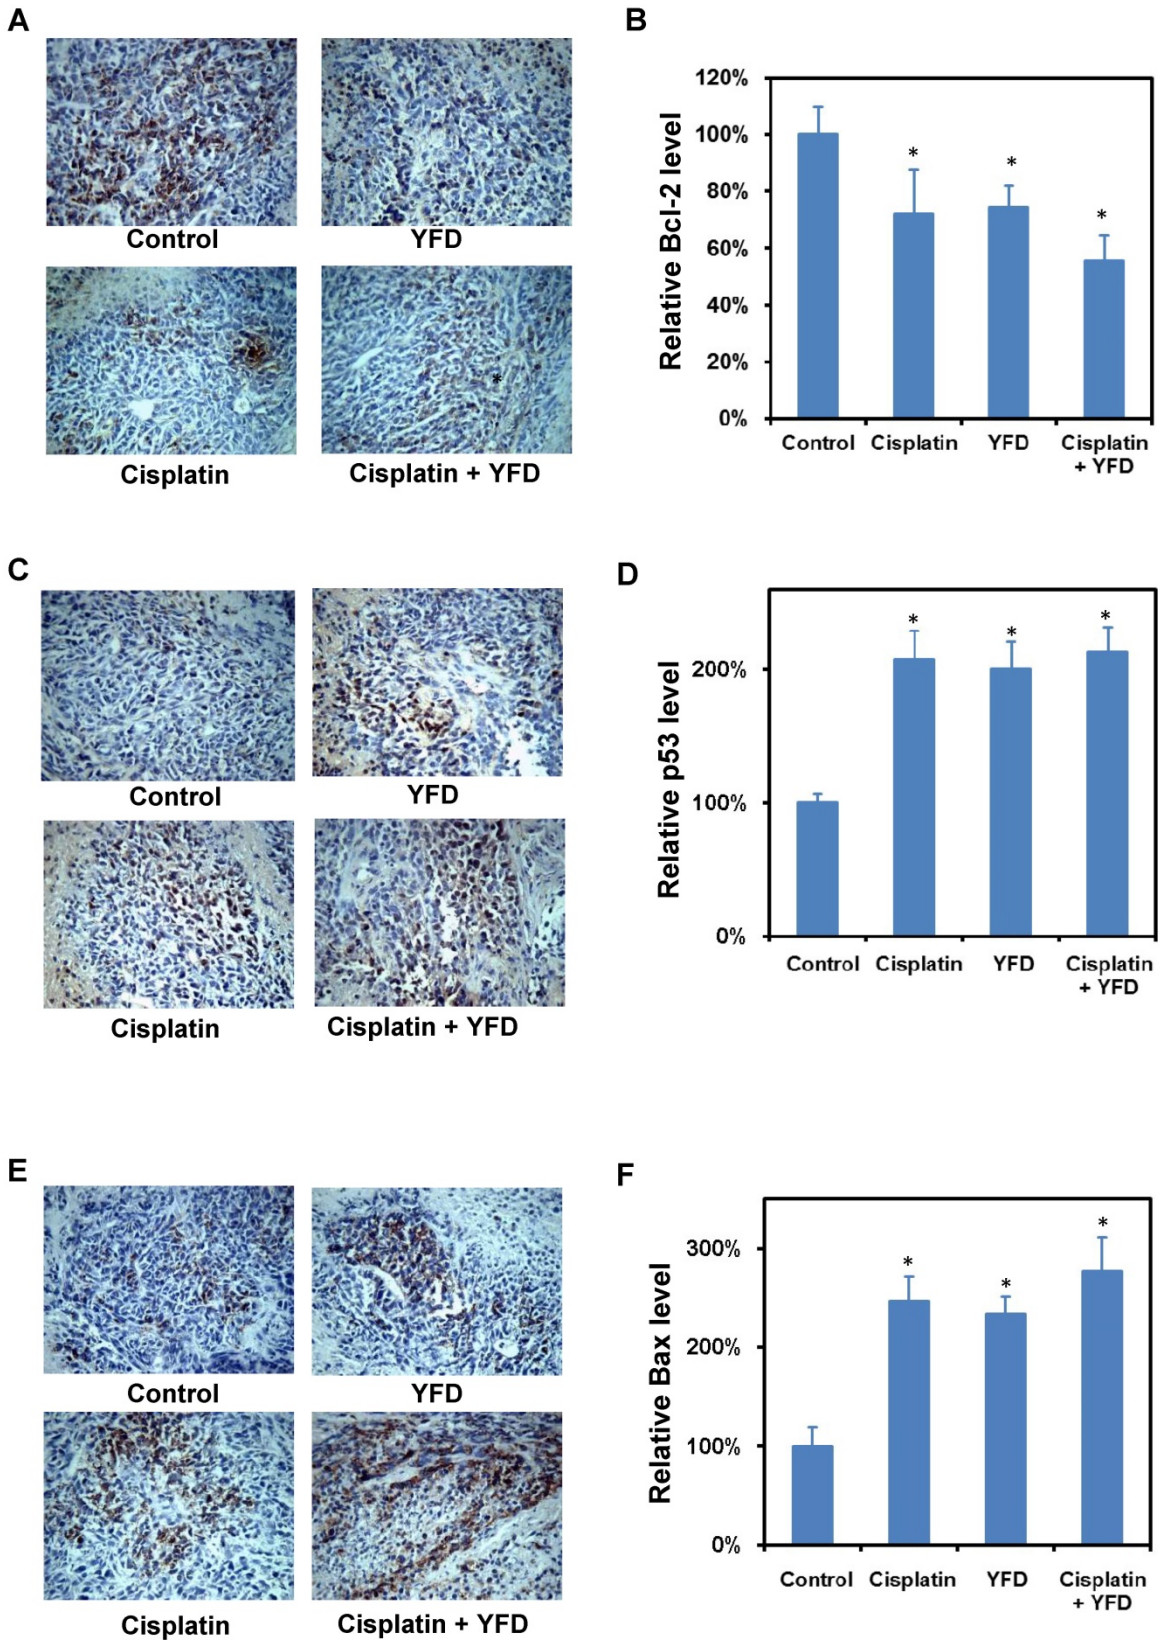 A
Control
YFD
Cisplatin
*
Cisplatin + YFD
B
Relative Bcl-2 level
120%
100%
80%
60%
40%
20%
0%
*
*
*
Control
Cisplatin
YFD
Cisplatin
+ YFD
C
Control
YFD
Cisplatin
Cisplatin + YFD
D
Relative p53 level
200%
100%
0%
*
*
*
Control
Cisplatin
YFD
Cisplatin
+ YFD
E
Control
YFD
Cisplatin
Cisplatin + YFD
F
Relative Bax level
300%
200%
100%
0%
*
*
*
Control
Cisplatin
YFD
Cisplatin
+ YFD